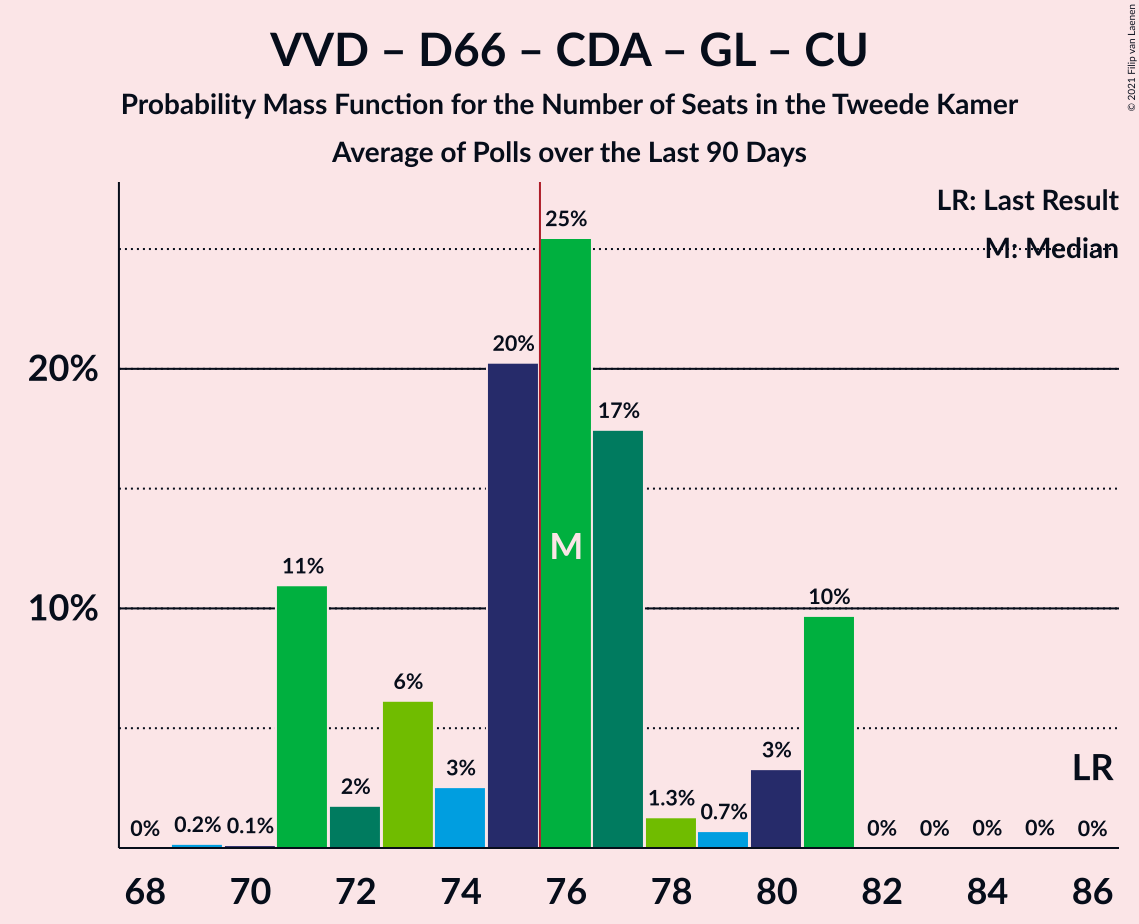 VVD – D66 – CDA – GL – CU
Probability Mass Function for the Number of Seats in the Tweede Kamer
Average of Polls over the Last 90 Days
© 2021 Filip van Laenen
LR: Last Result
M: Median
20%
10%
0%
0.2%
0.1%
11%
2%
6%
3%
20%
25%
17%
1.3%
0.7%
3%
10%
0%
0%
0%
0%
0%
M
LR
68 70 72 74 76 78 80 82 84 86